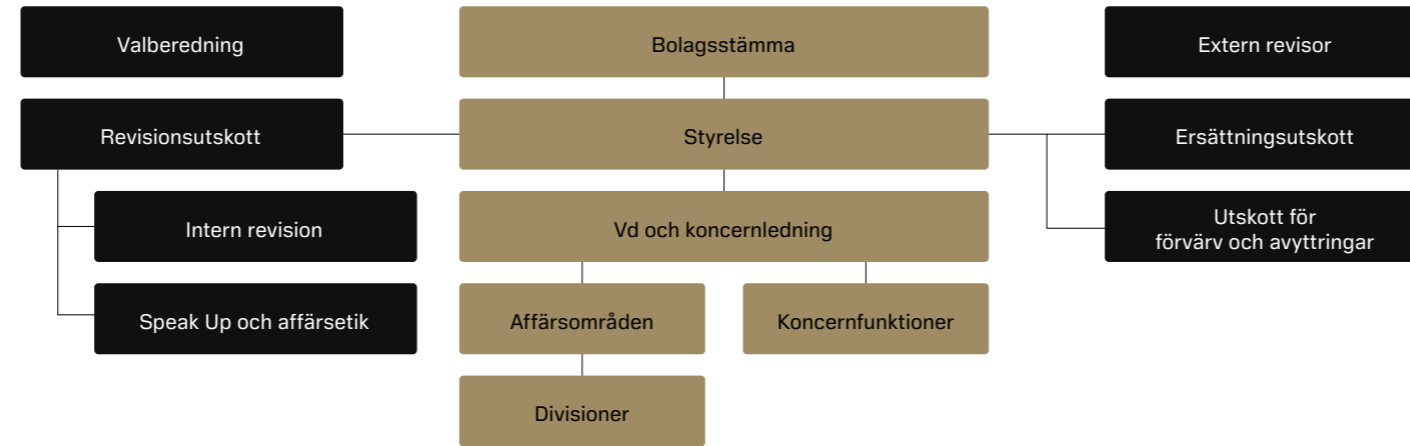 Valberedning
Bolagsstämma
Extern revisor
Revisionsutskott
Styrelse
Ersättningsutskott
Intern revision
Vd och koncernledning
Utskott för
förvärv och avyttringar
Speak Up och affärsetik
Affärsområden
Koncernfunktioner
Divisioner